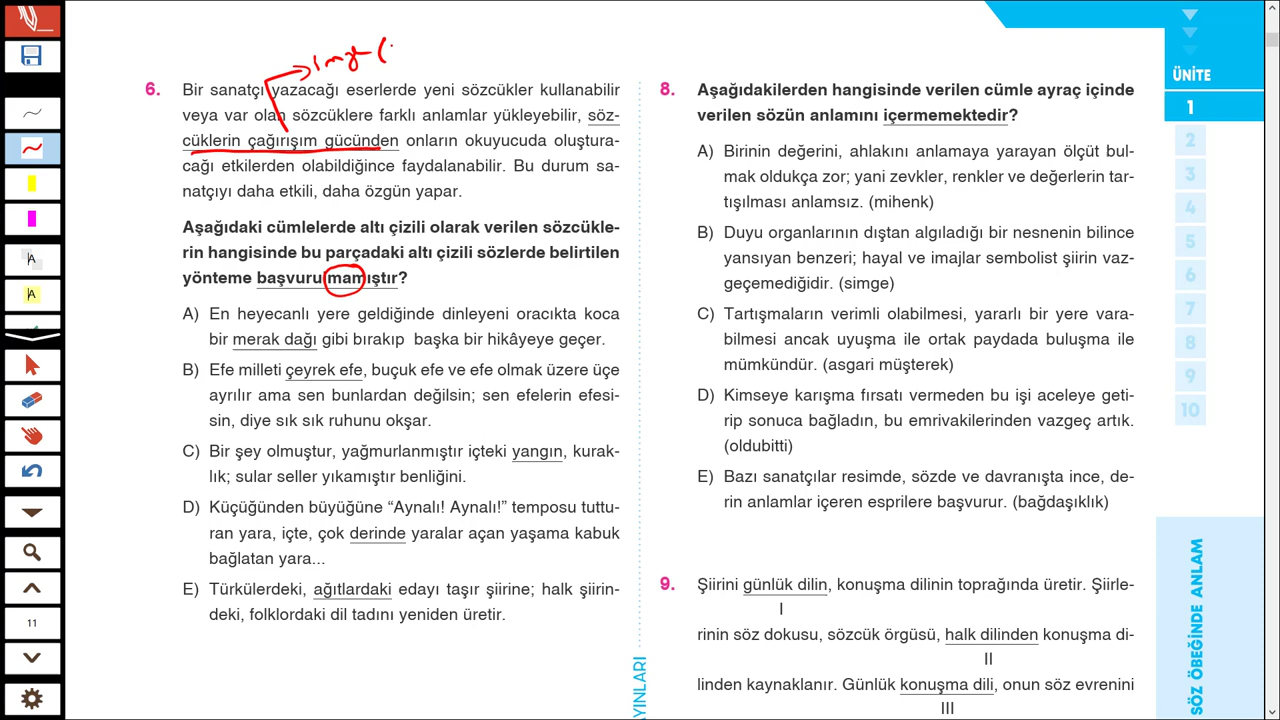 imge (
6. Bir sanatçı yazacağı eserlerde yeni sözcükler kullanabilir
veya var olan sözcüklere farklı anlamlar yükleyebilir, söz-
cüklerin çağırışım gücünden onların okuyucuda oluştura-
cağı etkilerden olabildiğince faydalanabilir. Bu durum sa-
natçıyı daha etkili, daha özgün yapar.
Aşağıdaki cümlelerde altı çizili olarak verilen sözcükle-
rin hangisinde bu parçadaki altı çizili sözlerde belirtilen
yönteme başvurulmamıştır?
A) En heyecanlı yere geldiğinde dinleyeni oracıkta koca
bir merak dağı gibi bırakıp başka bir hikâyeye geçer.
B) Efe milleti çeyrek efe, buçuk efe ve efe olmak üzere üçe
ayrılır ama sen bunlardan değilsin; sen efelerin efesi-
sin, diye sık sık ruhunu okşar.
C) Bir şey olmuştur, yağmurlanmıştır içteki yangın, kurak-
lık; sular seller yıkamıştır benliğini.
D) Küçüğünden büyüğüne “Aynalı! Aynalı!” temposu tuttu-
ran yara, içte, çok derinde yaralar açan yaşama kabuk
bağlatan yara...
E) Türkülerdeki, ağıtlardaki edayı taşır şiirine; halk şiirin-
deki, folklordaki dil tadını yeniden üretir.
YINLARI
8. Aşağıdakilerden hangisinde verilen cümle ayraç içinde
verilen sözün anlamını içermemektedir?
A) Birinin değerini, ahlakını anlamaya yarayan ölçüt bul-
mak oldukça zor; yani zevkler, renkler ve değerlerin tar-
tışılması anlamsız. (mihenk)
B) Duyu organlarının dıştan algıladığı bir nesnenin bilince
yansıyan benzeri; hayal ve imajlar sembolist şiirin vaz-
geçemediğidir. (simge)
C) Tartışmaların verimli olabilmesi, yararlı bir yere vara-
bilmesi ancak uyuşma ile ortak paydada buluşma ile
mümkündür. (asgari müşterek)
D) Kimseye karışma fırsatı vermeden bu işi aceleye geti-
rip sonuca bağladın, bu emrivakilerinden vazgeç artık.
(oldubitti)
E) Bazı sanatçılar resimde, sözde ve davranışta ince, de-
rin anlamlar içeren esprilere başvurur. (bağdaşıklık)
9. Şiirini günlük dilin, konuşma dilinin toprağında üretir. Şiirle-
I
rinin söz dokusu, sözcük örgüsü, halk dilinden konuşma di-
II
linden kaynaklanır. Günlük konuşma dili, onun söz evrenini
III
ÜNİTE
1
2
3
4
5
6
7
8
9
10
SÖZ ÖBEĞİNDE ANLAM
A
A
11